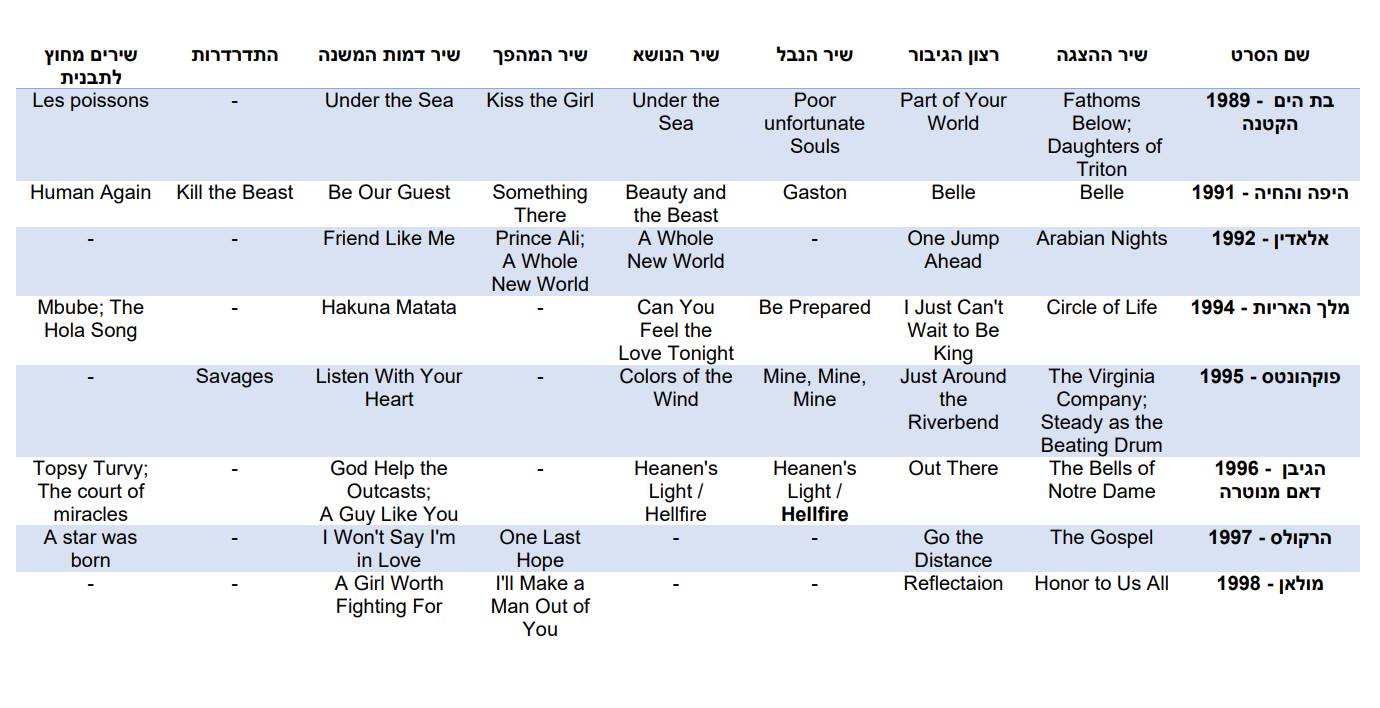 שם הסרט
שיר ההצגה
רצון הגיבור
שיר הנבל
שיר הנושא
שיר המהפך
שיר דמות המשנה
התדרדרות
שירים מחוץ
לתבנית
בת הים - 1989
הקטנה
Fathoms
Below;
Daughters of
Triton
Part of Your
World
Poor
unfortunate
Souls
Under the
Sea
Kiss the Girl
Under the Sea
-
Les poissons
היפה והחיה - 1991
Belle
Belle
Gaston
Beauty and
the Beast
Something
There
Be Our Guest
Kill the Beast
Human Again
אלאדין - 1992
Arabian Nights
One Jump
Ahead
-
A Whole
New World
Prince Ali;
A Whole
New World
Friend Like Me
-
-
מלך האריות - 1994
Circle of Life
I Just Can't
Wait to Be
King
Be Prepared
Can You
Feel the
Love Tonight
-
Hakuna Matata
-
Mbube; The
Hola Song
פוקהונטס - 1995
The Virginia
Company;
Steady as the
Beating Drum
Just Around
the
Riverbend
Mine, Mine,
Mine
Colors of the
Wind
-
Listen With Your
Heart
Savages
-
הגיבן - 1996
מנוטרה דאם
The Bells of
Notre Dame
Out There
Heanen's
Light /
Hellfire
Heanen's
Light /
Hellfire
-
God Help the
Outcasts;
A Guy Like You
-
Topsy Turvy;
The court of
miracles
הרקולס - 1997
The Gospel
Go the
Distance
-
-
One Last
Hope
I Won't Say I'm
in Love
-
A star was
born
מולאן - 1998
Honor to Us All
Reflectaion
-
-
I'll Make a
Man Out of
You
A Girl Worth
Fighting For
-
-